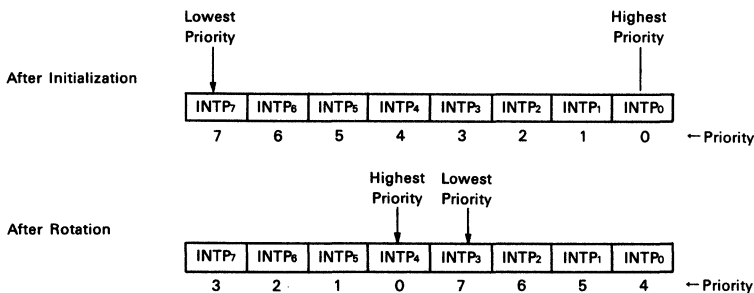 Lowest Priority
Highest Priority
After Initialization
INTP₇ INTP₆ INTP₅ INTP₄ INTP₃ INTP₂ INTP₁ INTP₀
7 6 5 4 3 2 1 0 ←Priority
Highest Priority
Lowest Priority
After Rotation
INTP₇ INTP₆ INTP₅ INTP₄ INTP₃ INTP₂ INTP₁ INTP₀
3 2 1 0 7 6 5 4 ←Priority